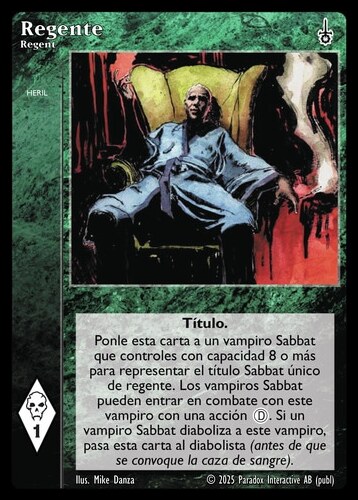 Regente
Regent
HERIL
Título.
Ponle esta carta a un vampiro Sabbat
que controles con capacidad 8 o más
para representar el título Sabbat único
de regente. Los vampiros Sabbat
pueden entrar en combate con este
vampiro con una acción Ⓓ. Si un
vampiro Sabbat diaboliza a este vampiro,
pasa esta carta al diabolista (antes de que
se convoque la caza de sangre).
1
Ilus. Mike Danza
© 2025 Paradox Interactive AB (publ)